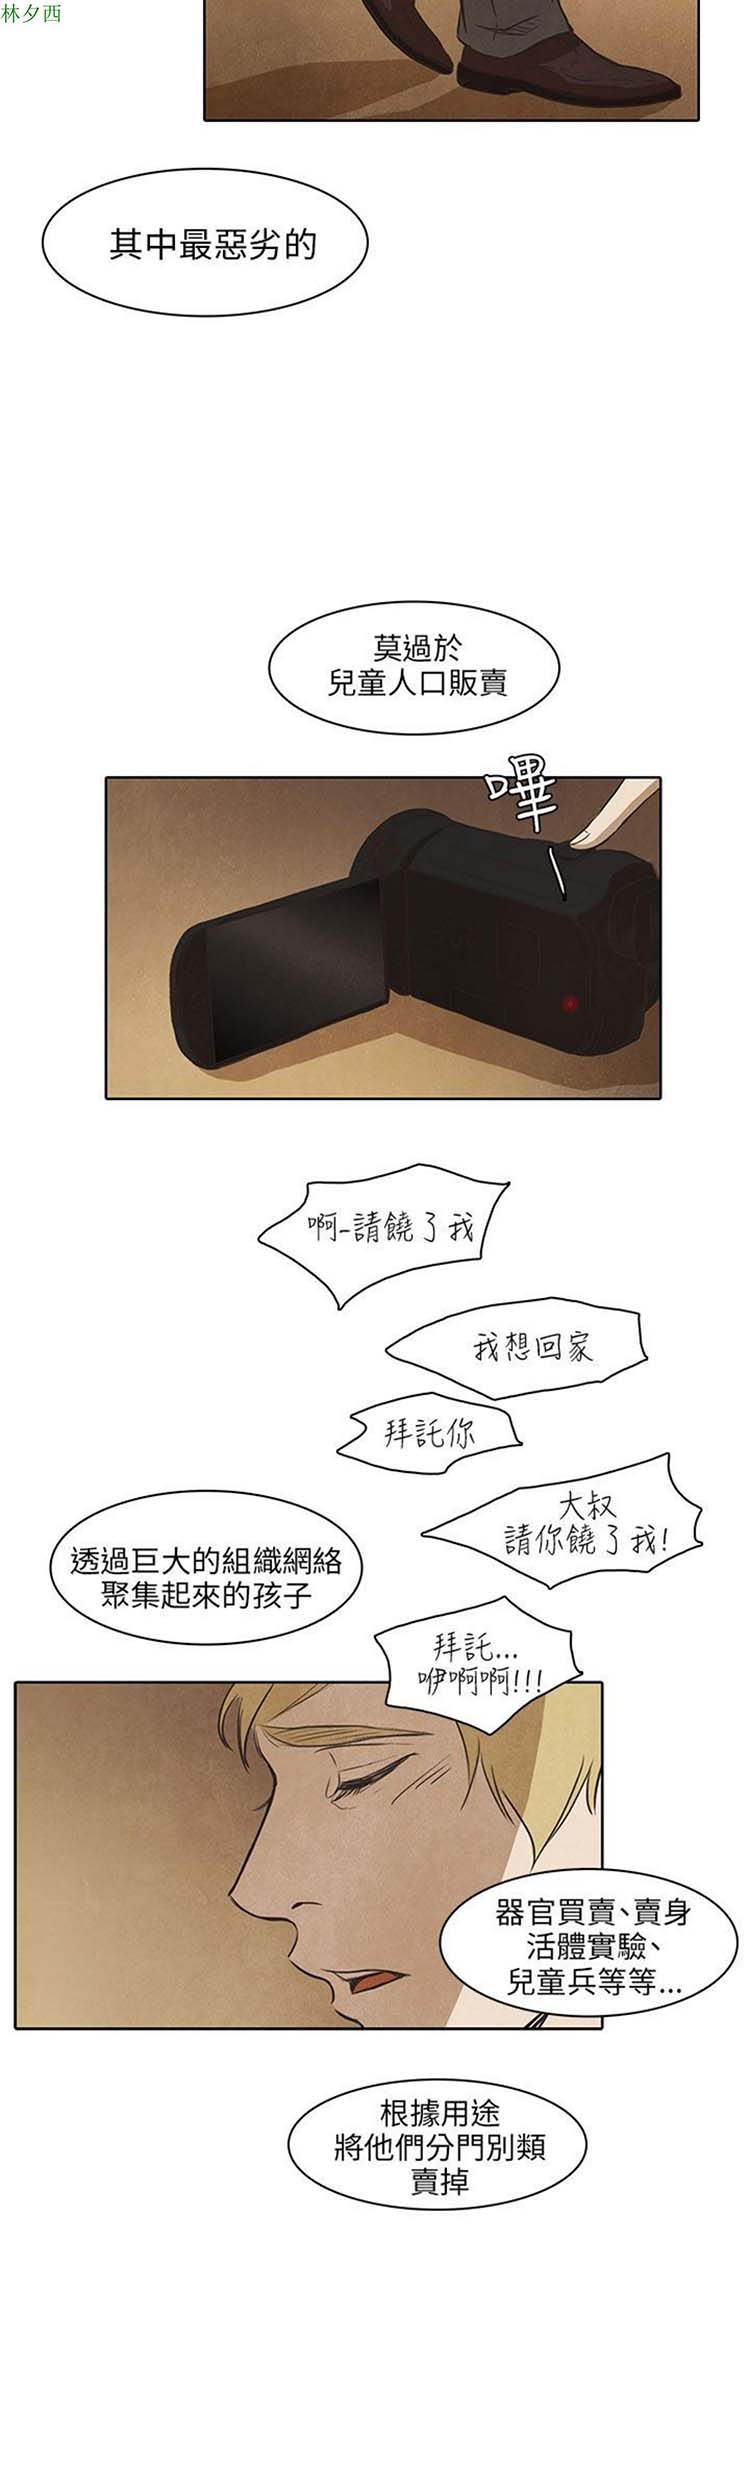 林夕西
其中最惡劣的
莫過於
兒童人口販賣
嗶
啊-請饒了我
我想回家
拜託你
大叔
請你饒了我!
透過巨大的組織網絡
聚集起來的孩子
拜託...
咿啊啊!!!
器官買賣、賣身
活體實驗、
兒童兵等等...
根據用途
將他們分門別類
賣掉